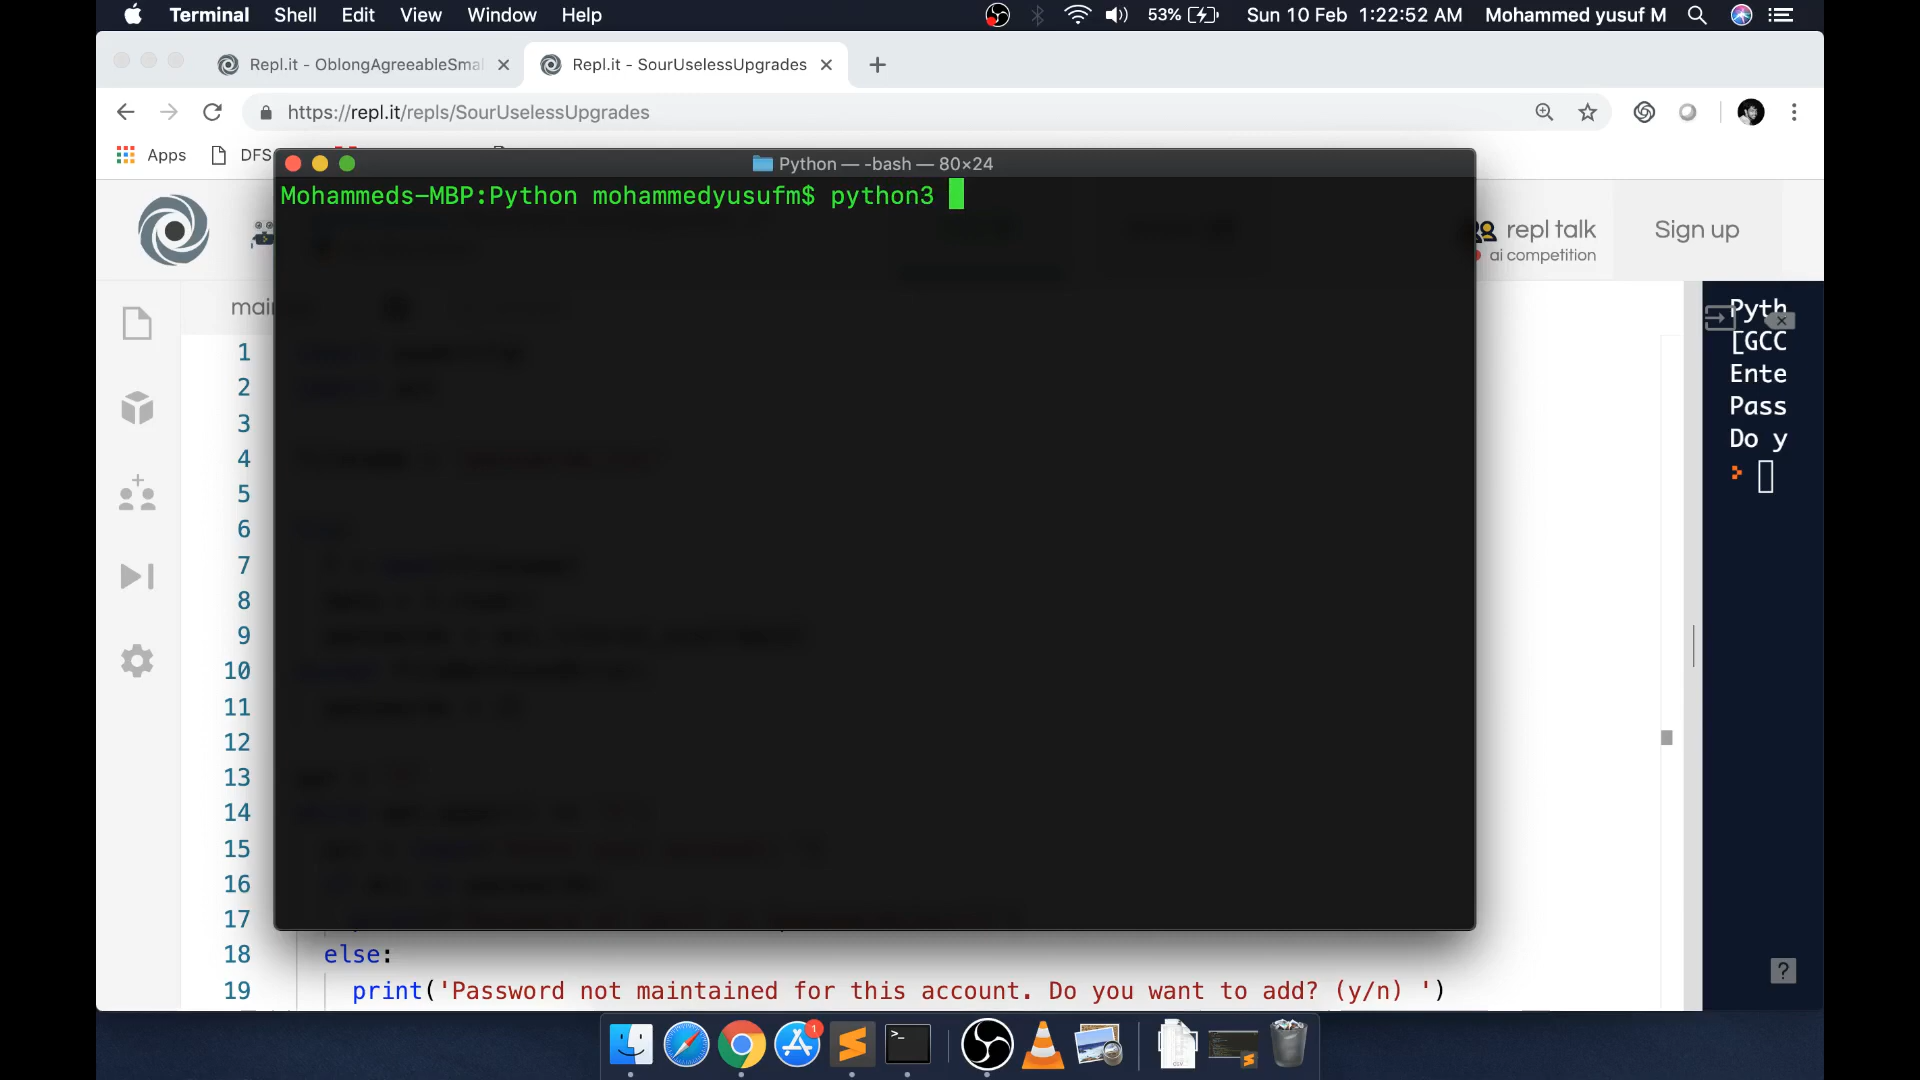 Terminal Shell Edit View Window Help 53% Sun 10 Feb 1:22:52 AM Mohammed yusuf M
Repl.it - OblongAgreeableSmal
Repl.it - SourUselessUpgrades
https://repl.it/repls/SourUselessUpgrades
Apps DFS
Python — -bash — 80×24
Mohammeds-MBP:Python mohammedyusufm$ python3
repl talk
ai competition
Sign up
main
Pyth
[GCC
Ente
Pass
Do y
1
2
3
4
5
6
7
8
9
10
11
12
13
14
15
16
17
18 else:
19 print('Password not maintained for this account. Do you want to add? (y/n) ')
?
1